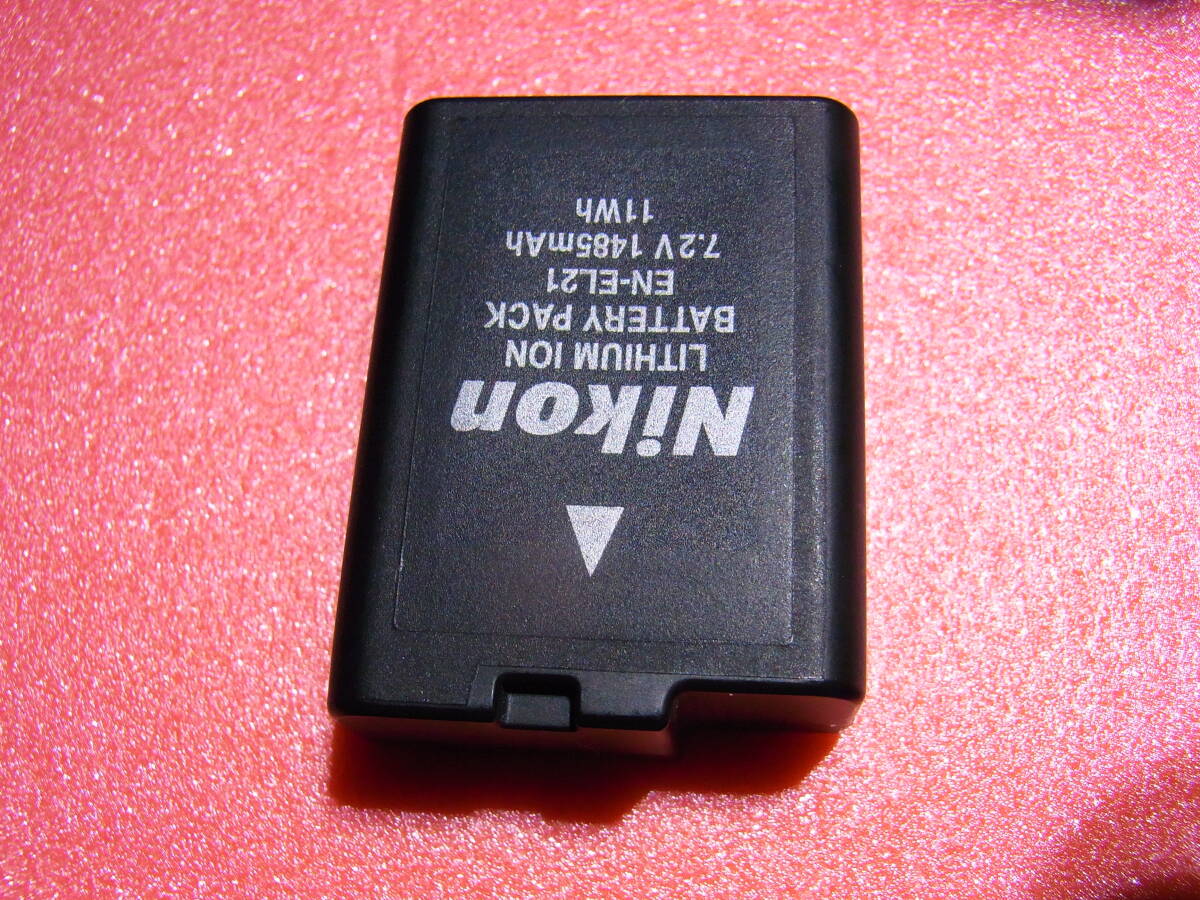 Nikon
LITHIUM ION
BATTERY PACK
EN-EL21
7.2V 1485mAh
11Wh